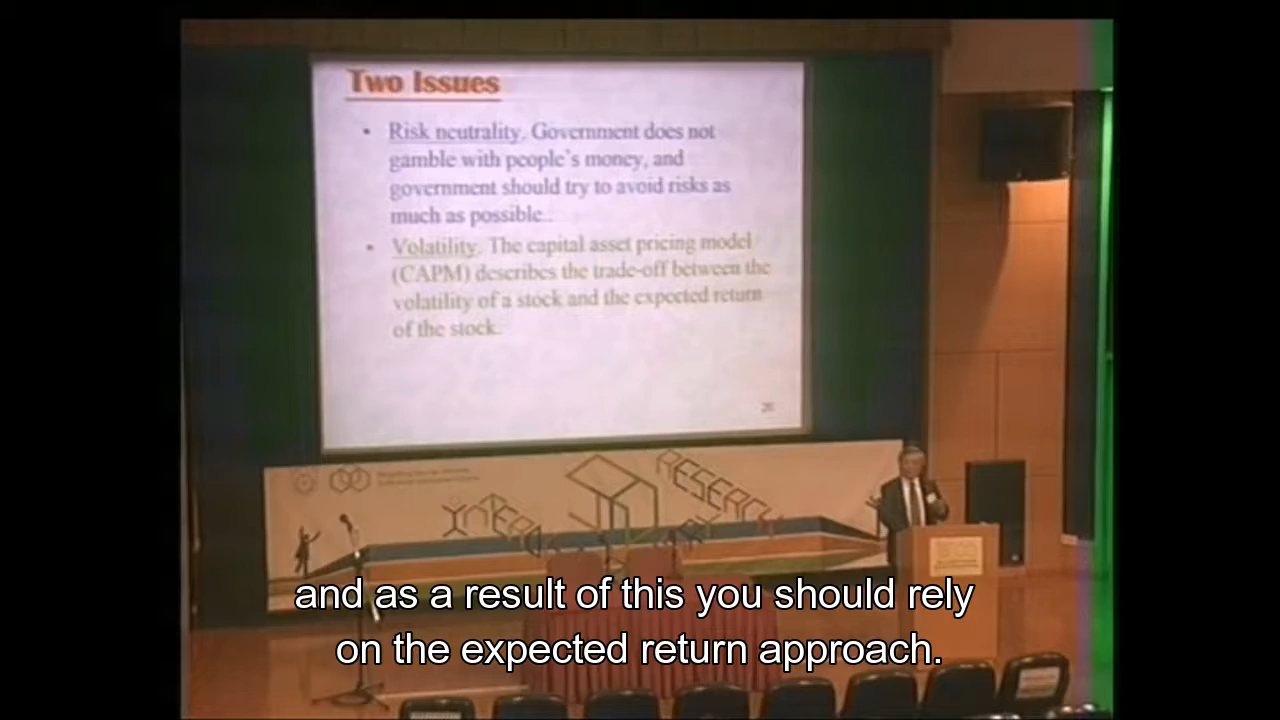 Two Issues
• Risk neutrality. Government does not
gamble with people's money, and
government should try to avoid risks as
much as possible..
• Volatility. The capital asset pricing model
(CAPM) describes the trade-off between the
volatility of a stock and the expected return
of the stock.
and as a result of this you should rely
on the expected return approach.